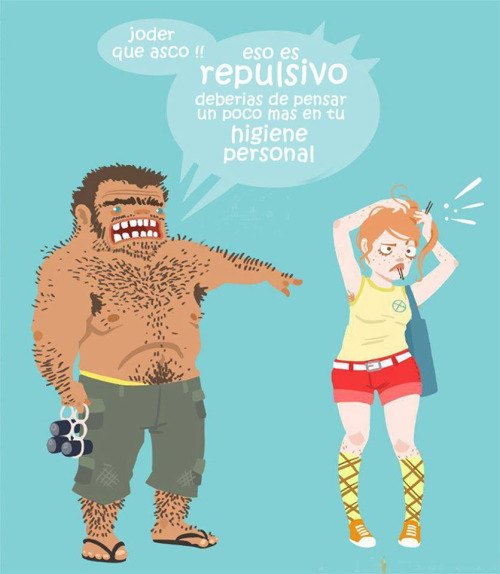 joder
que asco !!
eso es
repulsivo
deberias de pensar
un poco mas en tu
higiene
personal